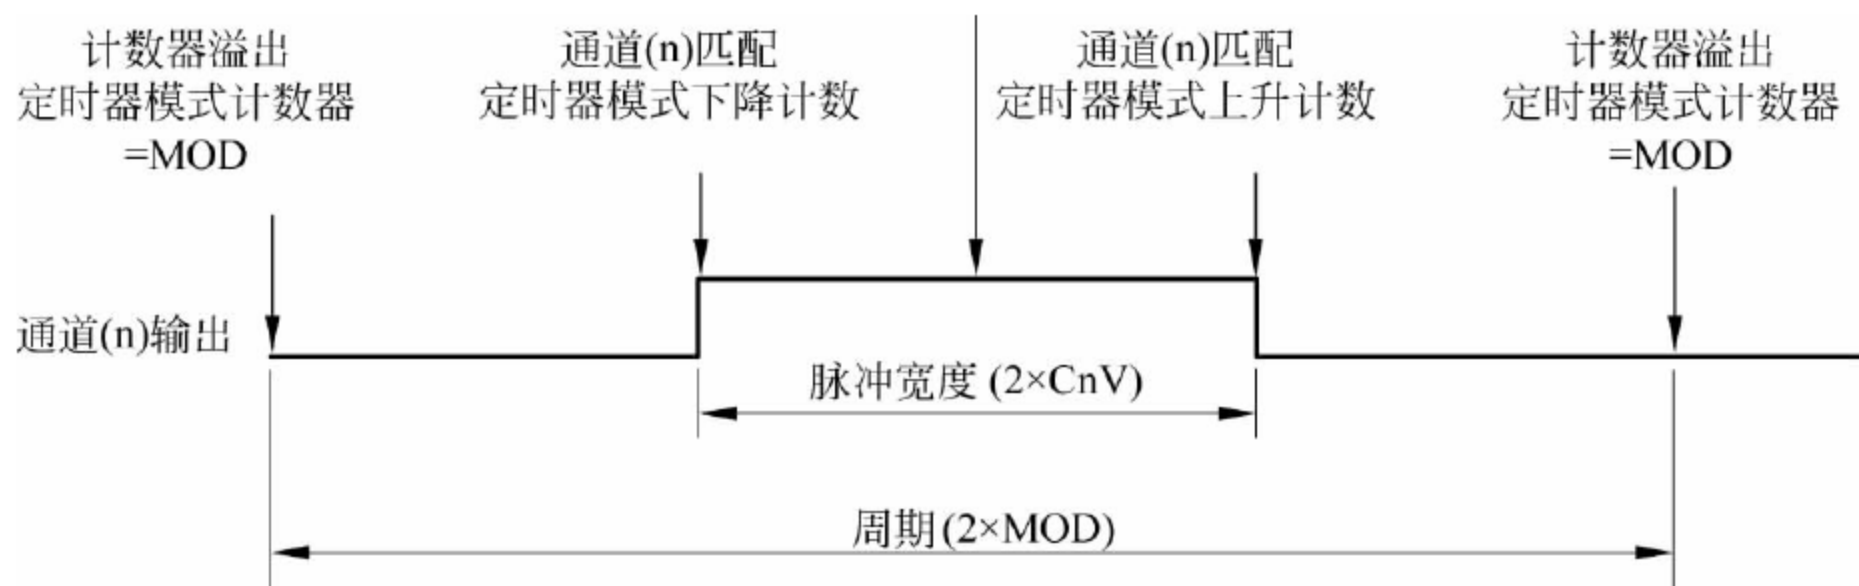 计数器溢出
定时器模式计数器
=MOD
通道(n)匹配
定时器模式下降计数
通道(n)匹配
定时器模式上升计数
计数器溢出
定时器模式计数器
=MOD
通道(n)输出
脉冲宽度 (2×CnV)
周期(2×MOD)